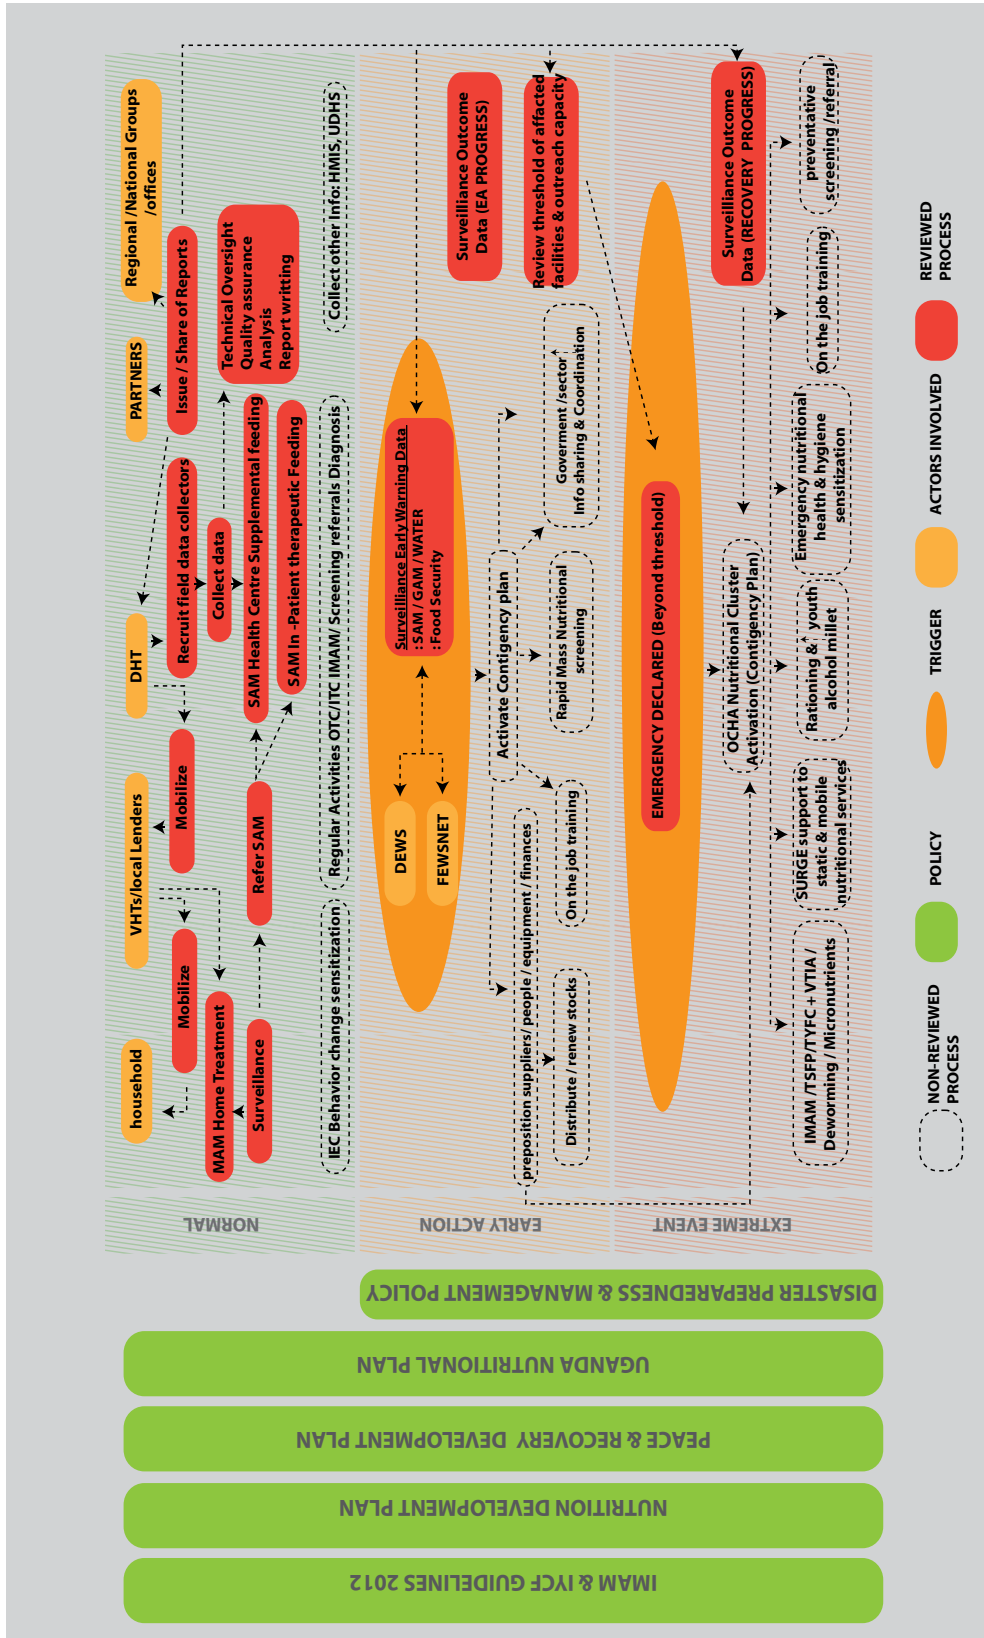 IMAM & IYCF GUIDELINES 2012
NUTRITION DEVELOPMENT PLAN
PEACE & RECOVERY DEVELOPMENT PLAN
UGANDA NUTRITIONAL PLAN
DISASTER PREPAREDNESS & MANAGEMENT POLICY
NORMAL
household
VHTs/local Lenders
DHT
PARTNERS
Regional /National Groups
/offices
Mobilize
Mobilize
Recruit field data collectors
Issue / Share of Reports
MAM Home Treatment
Collect data
Technical Oversight
Quality assurance
Analysis
Report writting
Surveillance
Refer SAM
SAM Health Centre Supplemental feeding
SAM In -Patient therapeutic Feeding
IEC Behavior change sensitization
Regular Activities OTC/ITC IMAM/ Screening referrals Diagnosis
Collect other Info: HMIS, UDHS
EARLY ACTION
DEWS
FEWSNET
Surveilliance Early Warning Data
: SAM / GAM / WATER
:Food Security
Surveilliance Outcome
Data (EA PROGRESS)
Review threshold of affacted
facilities & outreach capacity
Activate Contigency plan
preposition suppliers/ people / equipment / finances
Distribute / renew stocks
On the job training
Rapid Mass Nutritional
screening
Goverment /sector
Info sharing & Coordination
EXTREME EVENT
EMERGENCY DECLARED (Beyond threshold)
OCHA Nutritional Cluster
Activation (Contigency Plan)
Surveilliance Outcome
Data (RECOVERY PROGRESS)
IMAM /TSFP/TYFC + VTIA /
Deworming / Micronutrients
SURGE support to
static & mobile
nutritional services
Rationing & youth
alcohol millet
Emergency nutritional
health & hygiene
sensitization
On the job training
preventative
screening /referral
NON-REVIEWED
PROCESS
POLICY
TRIGGER
ACTORS INVOLVED
REVIEWED
PROCESS